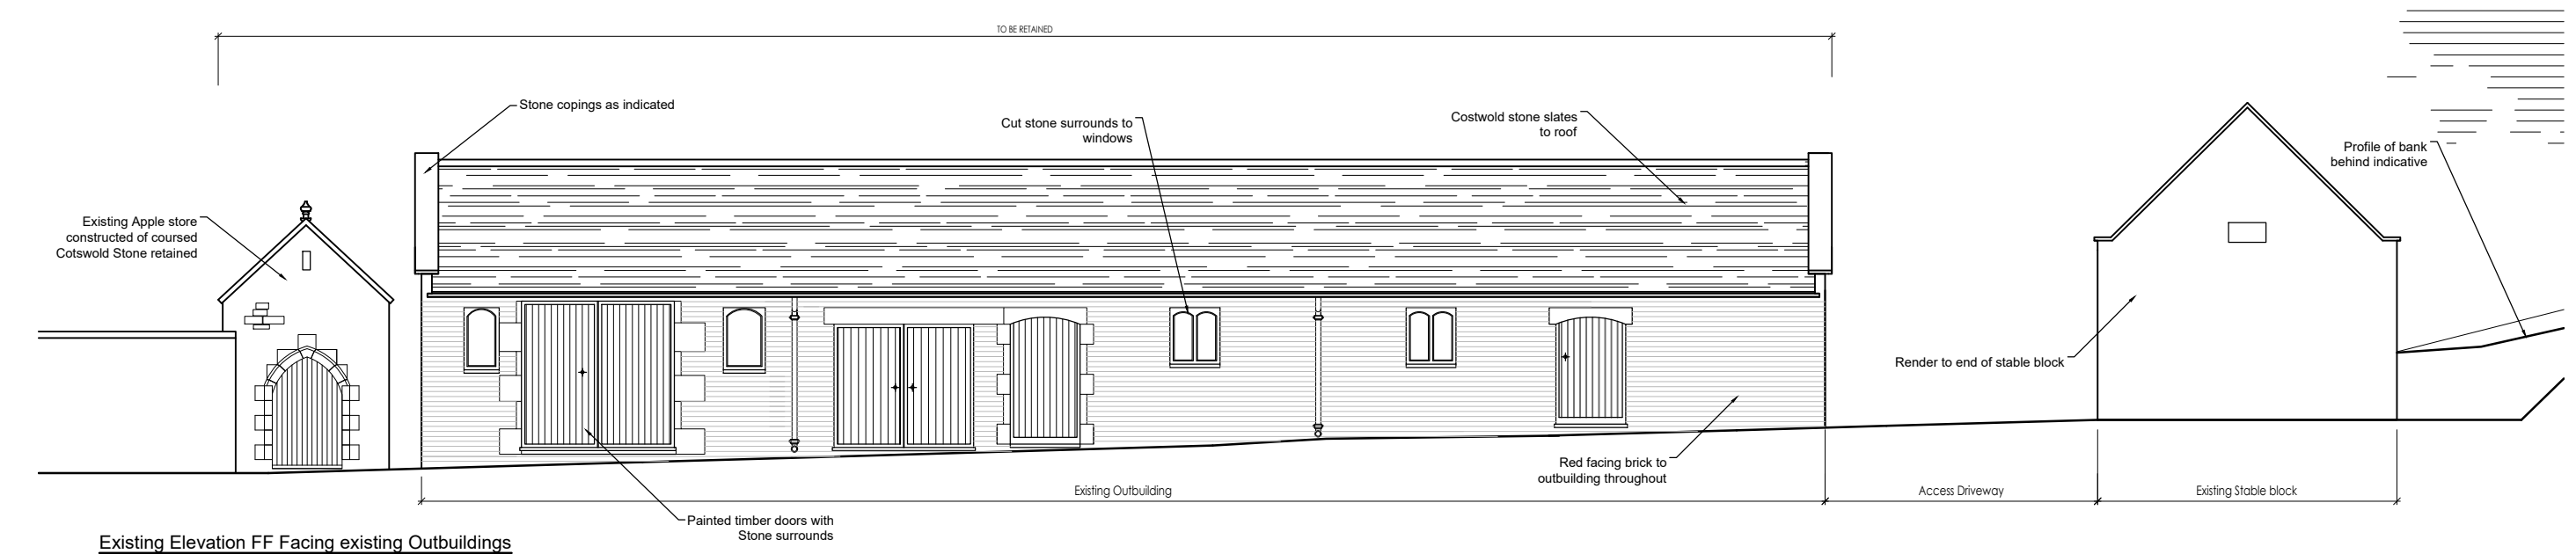 TO BE RETAINED
Stone copings as indicated
Cut stone surrounds to
windows
Costwold stone slates
to roof
Profile of bank
behind indicative
Existing Apple store
constructed of coursed
Cotswold Stone retained
Render to end of stable block
Red facing brick to
outbuilding throughout
Existing Outbuilding
Access Driveway
Existing Stable block
Painted timber doors with
Stone surrounds
Existing Elevation FF Facing existing Outbuildings